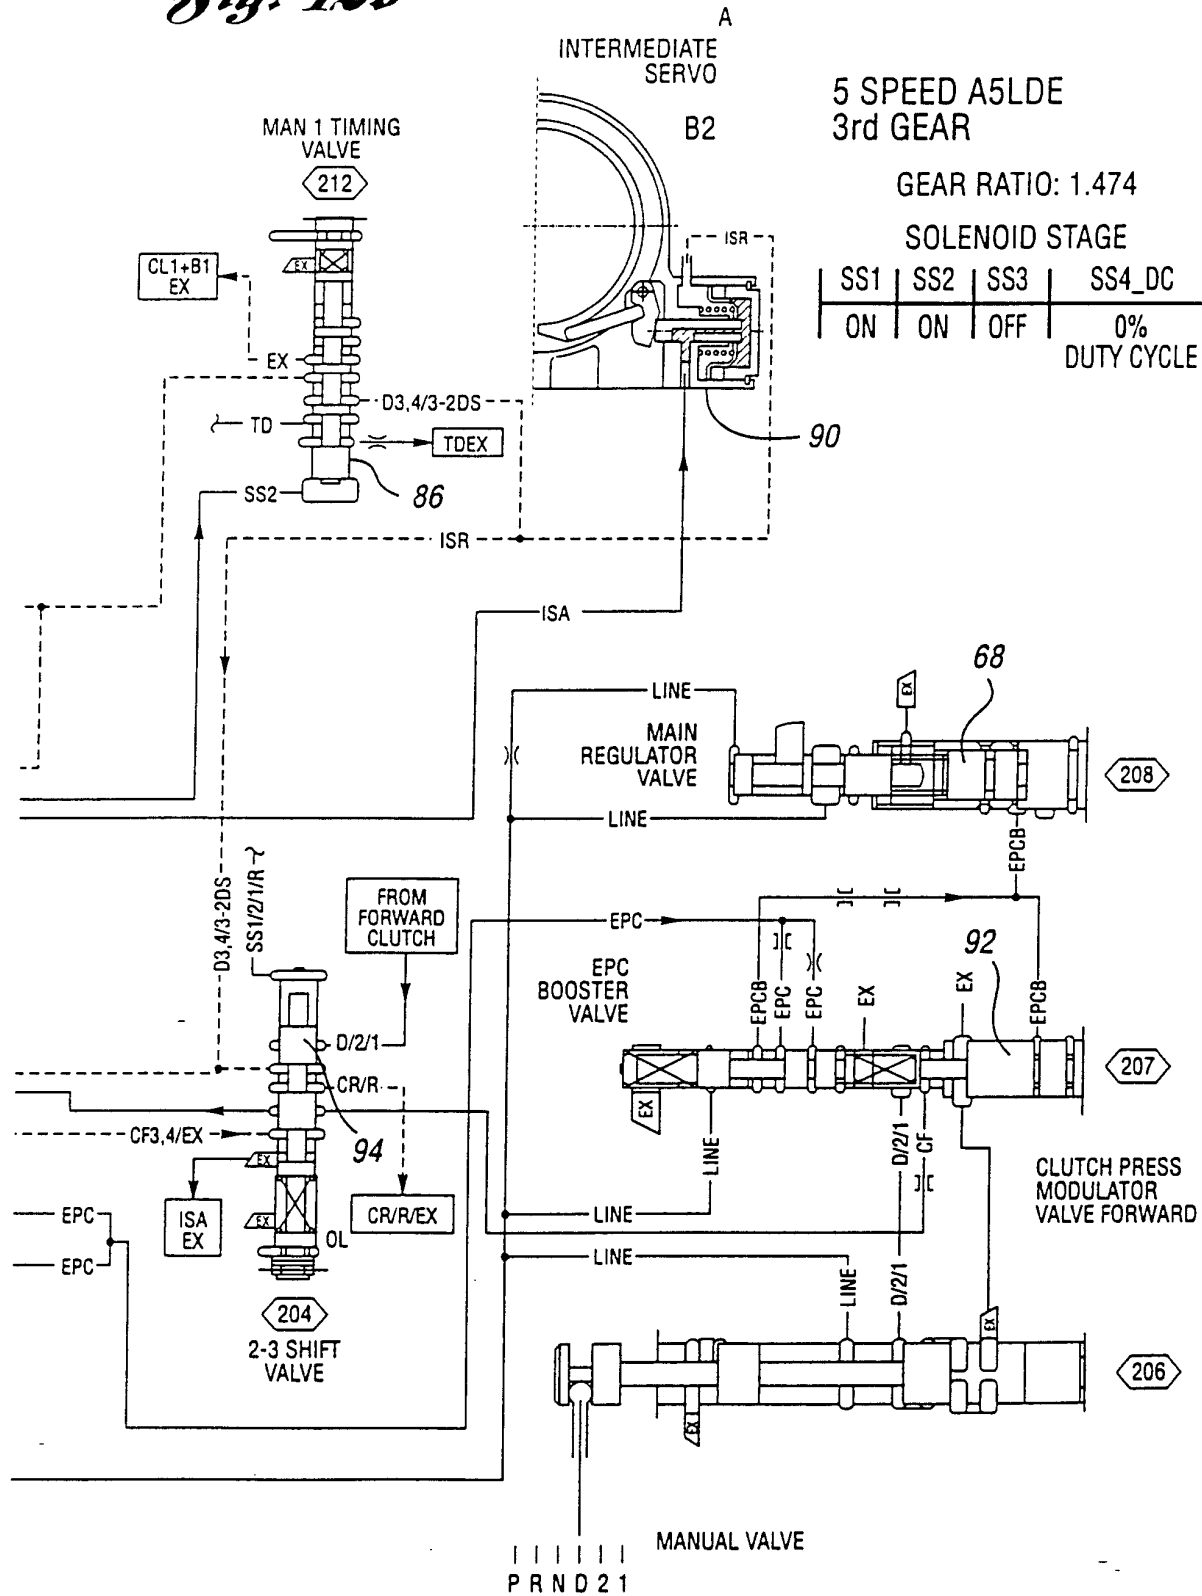 A
INTERMEDIATE
SERVO
B2
5 SPEED A5LDE
3rd GEAR
GEAR RATIO: 1.474
SOLENOID STAGE
SS1 SS2 SS3 SS4_DC
ON ON OFF 0%
DUTY CYCLE
MAN 1 TIMING
VALVE
212
CL1+B1
EX
EX
EX
D3,4/3-2DS
TD
TDEX
SS2
86
ISR
90
ISR
ISA
LINE
MAIN
REGULATOR
VALVE
EX
68
208
LINE
EPCB
D3,4/3-2DS
SS1/2/1/R
FROM
FORWARD
CLUTCH
EPC
EPC
BOOSTER
VALVE
EPCB
EPC
EPC
EX
EX
92
EPCB
207
D/2/1
CR/R
CF3,4/EX
94
EX
ISA
EX
EX
OL
CR/R/EX
EX
LINE
D/2/1
CF
CLUTCH PRESS
MODULATOR
VALVE FORWARD
EPC
EPC
LINE
LINE
LINE
D/2/1
EX
204
2-3 SHIFT
VALVE
206
EX
MANUAL VALVE
P R N D 2 1